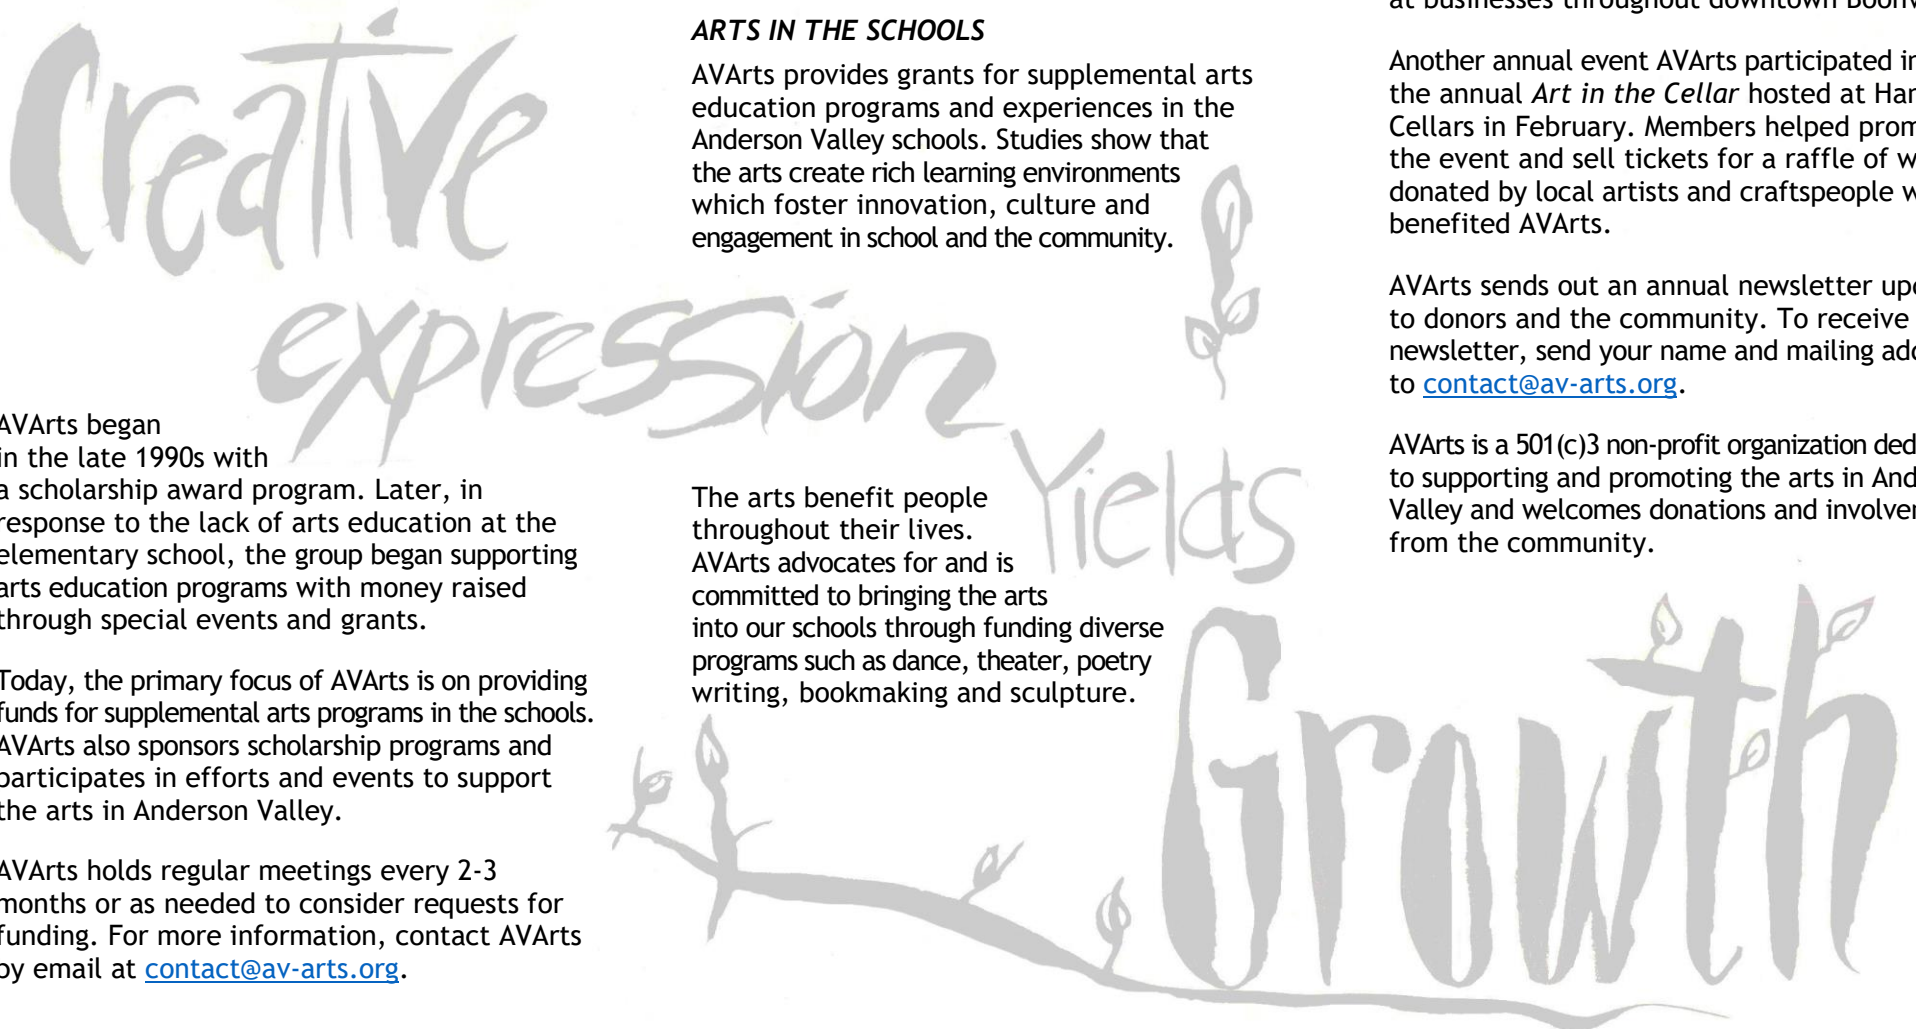 Creative
expression
Yields
Growth
AVArts began
in the late 1990s with
a scholarship award program. Later, in
response to the lack of arts education at the
elementary school, the group began supporting
arts education programs with money raised
through special events and grants.
Today, the primary focus of AVArts is on providing
funds for supplemental arts programs in the schools.
AVArts also sponsors scholarship programs and
participates in efforts and events to support
the arts in Anderson Valley.
AVArts holds regular meetings every 2-3
months or as needed to consider requests for
funding. For more information, contact AVArts
by email at contact@av-arts.org.
ARTS IN THE SCHOOLS
AVArts provides grants for supplemental arts
education programs and experiences in the
Anderson Valley schools. Studies show that
the arts create rich learning environments
which foster innovation, culture and
engagement in school and the community.
The arts benefit people
throughout their lives.
AVArts advocates for and is
committed to bringing the arts
into our schools through funding diverse
programs such as dance, theater, poetry
writing, bookmaking and sculpture.
at businesses throughout downtown
Another annual event AVArts participated
the annual Art in the Cellar hosted at
Cellars in February. Members helped
the event and sell tickets for a raffle of
donated by local artists and craftspeople
benefited AVArts.
AVArts sends out an annual newsletter
to donors and the community. To receive
newsletter, send your name and mailing
to contact@av-arts.org.
AVArts is a 501(c)3 non-profit organization
to supporting and promoting the arts in
Valley and welcomes donations and
from the community.